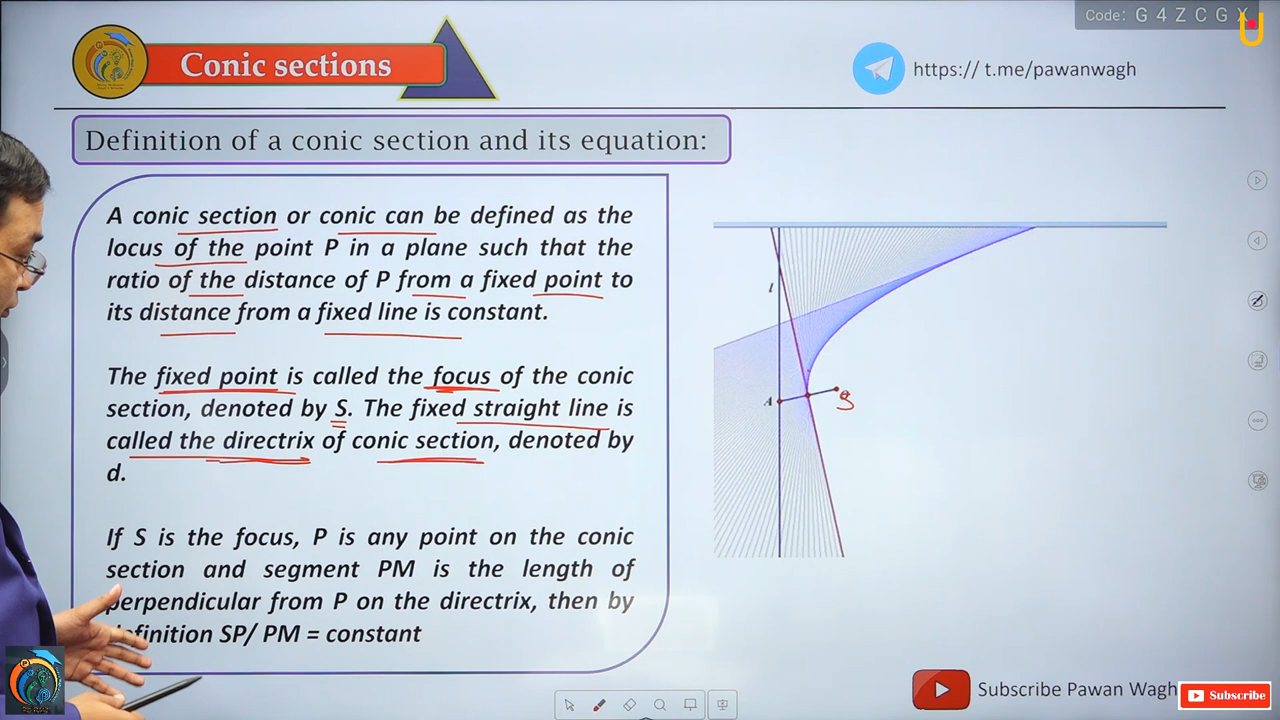 Code: G 4 Z C G X
Conic sections
https:// t.me/pawanwagh
Definition of a conic section and its equation:
A conic section or conic can be defined as the
locus of the point P in a plane such that the
ratio of the distance of P from a fixed point to
its distance from a fixed line is constant.
The fixed point is called the focus of the conic
section, denoted by S. The fixed straight line is
called the directrix of conic section, denoted by
d.
If S is the focus, P is any point on the conic
section and segment PM is the length of
perpendicular from P on the directrix, then by
definition SP/ PM = constant
l
A
S
Subscribe Pawan Wagh
Subscribe